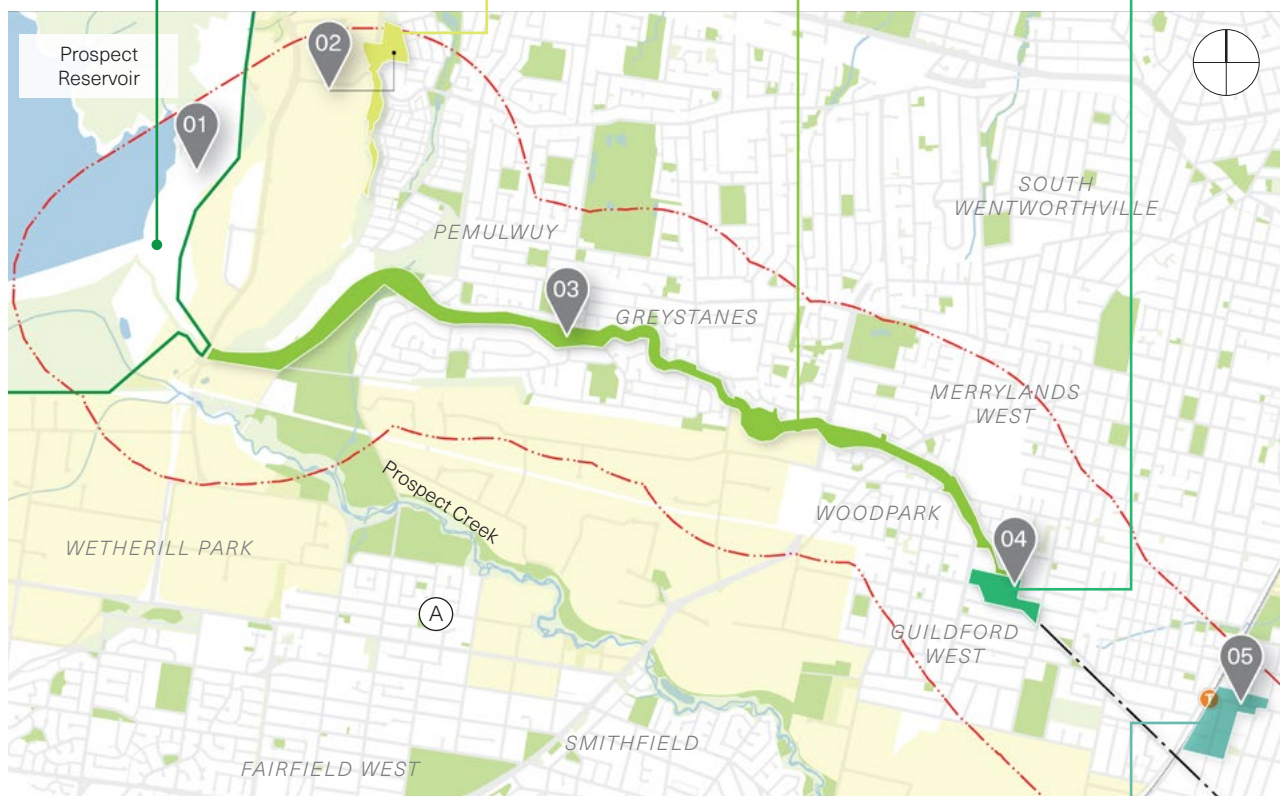 Prospect
Reservoir
02
01
SOUTH
WENTWORTHVILLE
PEMULWUY
03
GREYSTANES
MERRYLANDS
WEST
Prospect Creek
WOODPARK
04
WETHERILL PARK
A
GUILDFORD
WEST
05
T
SMITHFIELD
FAIRFIELD WEST